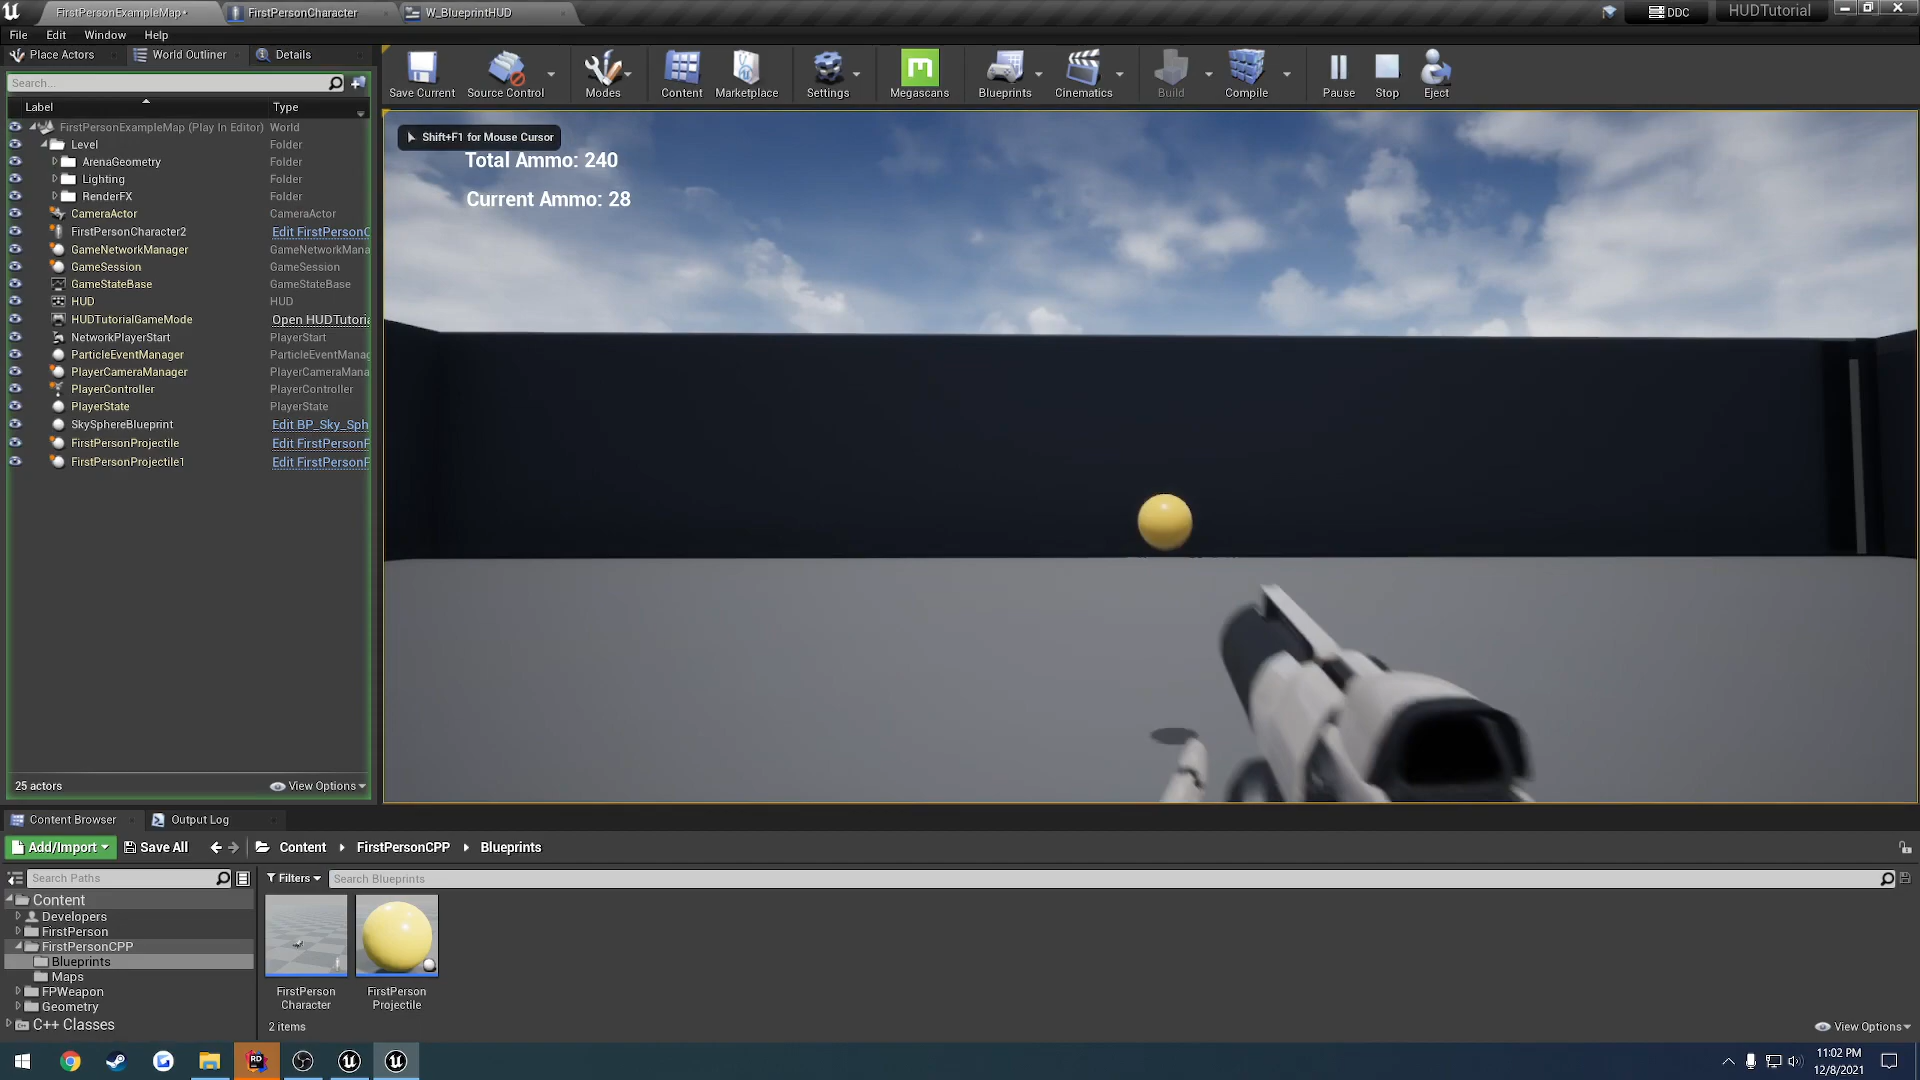 FirstPersonExampleMap*
FirstPersonCharacter
W_BlueprintHUD
DDC
HUDTutorial
File Edit Window Help
Place Actors
World Outliner
Details
Search...
Label Type
Save Current
Source Control
Modes
Content
Marketplace
Settings
Megascans
Blueprints
Cinematics
Build
Compile
Pause
Stop
Eject
FirstPersonExampleMap (Play In Editor) World
Level Folder
ArenaGeometry Folder
Lighting Folder
RenderFX Folder
CameraActor CameraActor
FirstPersonCharacter2 Edit FirstPersonC
GameNetworkManager GameNetworkMana
GameSession GameSession
GameStateBase GameStateBase
HUD HUD
HUDTutorialGameMode Open HUDTutoria
NetworkPlayerStart PlayerStart
ParticleEventManager ParticleEventManag
PlayerCameraManager PlayerCameraMana
PlayerController PlayerController
PlayerState PlayerState
SkySphereBlueprint Edit BP_Sky_Sph
FirstPersonProjectile Edit FirstPersonP
FirstPersonProjectile1 Edit FirstPersonP
25 actors
View Options
Shift+F1 for Mouse Cursor
Total Ammo: 240
Current Ammo: 28
Content Browser
Output Log
Add/Import
Save All
Content
FirstPersonCPP
Blueprints
Search Paths
Filters
Search Blueprints
Content
Developers
FirstPerson
FirstPersonCPP
Blueprints
Maps
FPWeapon
Geometry
C++ Classes
FirstPerson
Character
FirstPerson
Projectile
2 items
View Options
RD
11:02 PM
12/8/2021